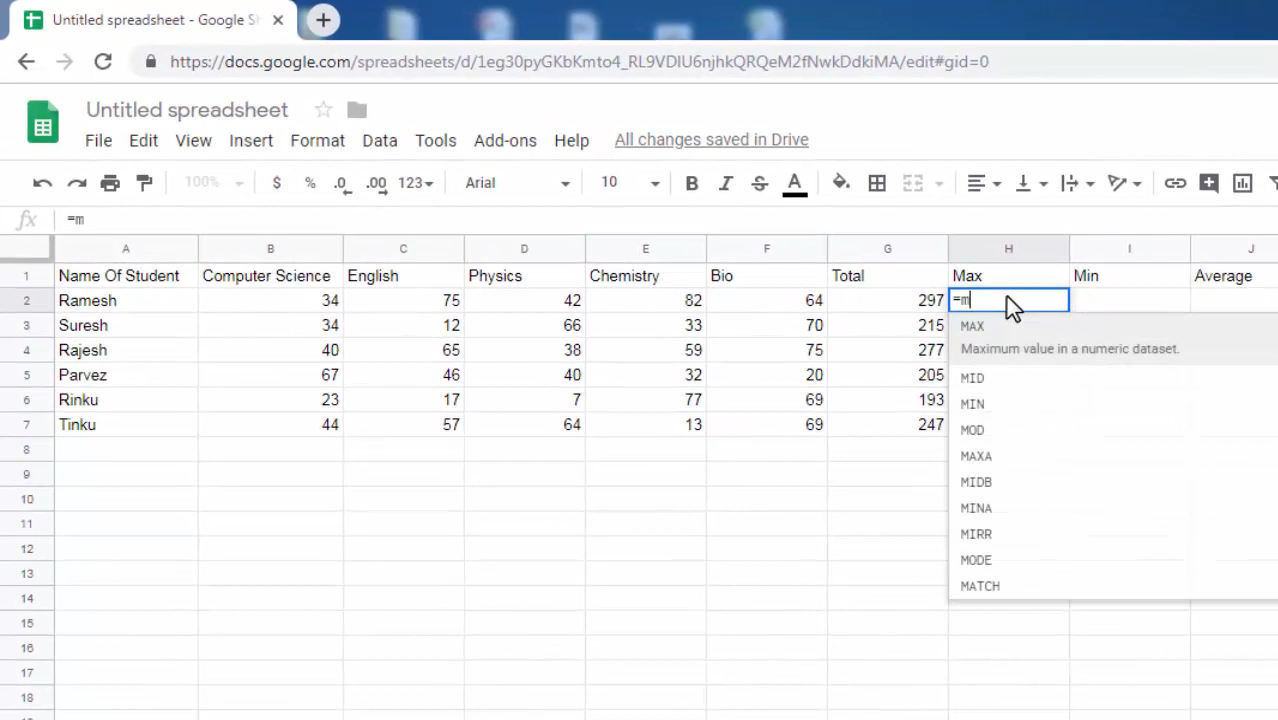 Untitled spreadsheet - Google Sh
https://docs.google.com/spreadsheets/d/1eg30pyGKbKmto4_RL9VDIU6njhkQRQeM2fNwkDdkiMA/edit#gid=0
Untitled spreadsheet
File Edit View Insert Format Data Tools Add-ons Help All changes saved in Drive
100% $ % .0 .00 123 Arial 10 B I S A
fx =m
A B C D E F G H I J
1 Name Of Student Computer Science English Physics Chemistry Bio Total Max Min Average
2 Ramesh 34 75 42 82 64 297 =m
3 Suresh 34 12 66 33 70 215 MAX
Maximum value in a numeric dataset.
4 Rajesh 40 65 38 59 75 277
5 Parvez 67 46 40 32 20 205 MID
6 Rinku 23 17 7 77 69 193 MIN
7 Tinku 44 57 64 13 69 247 MOD
8 MAXA
9 MIDB
10 MINA
11
12 MIRR
13 MODE
14 MATCH
15
16
17
18